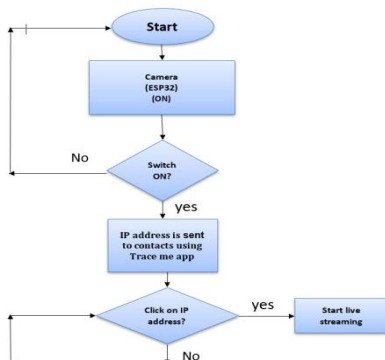 Start
Camera
(ESP32)
(ON)
No
Switch
ON?
yes
IP address is sent
to contacts using
Trace me app
Click on IP
address?
yes
Start live
streaming
No